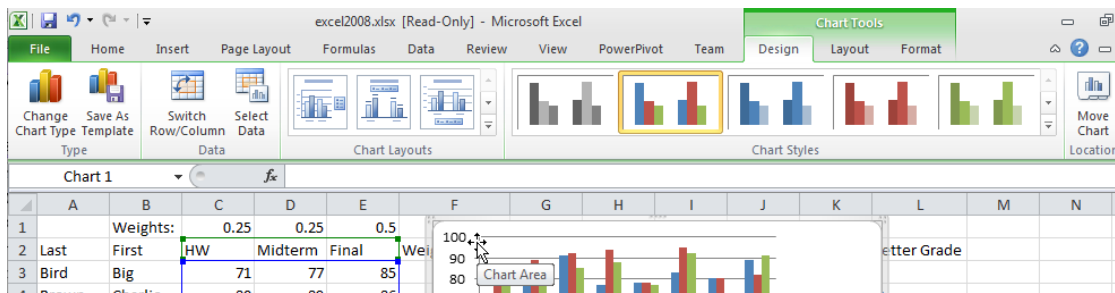 excel2008.xlsx [Read-Only] - Microsoft Excel Chart Tools
File Home Insert Page Layout Formulas Data Review View PowerPivot Team Design Layout Format
Change Chart Type Save As Template Switch Row/Column Select Data Move Chart
Type Data Chart Layouts Chart Styles Location
Chart 1 fx
A B C D E F G H I J K L M N
1 Weights: 0.25 0.25 0.5
2 Last First HW Midterm Final etter Grade
3 Bird Big 71 77 85
100
90
80
Chart Area